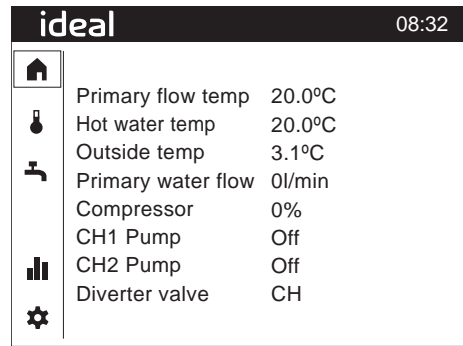 ideal 08:32
Primary flow temp 20.0ºC
Hot water temp 20.0ºC
Outside temp 3.1ºC
Primary water flow 0l/min
Compressor 0%
CH1 Pump Off
CH2 Pump Off
Diverter valve CH